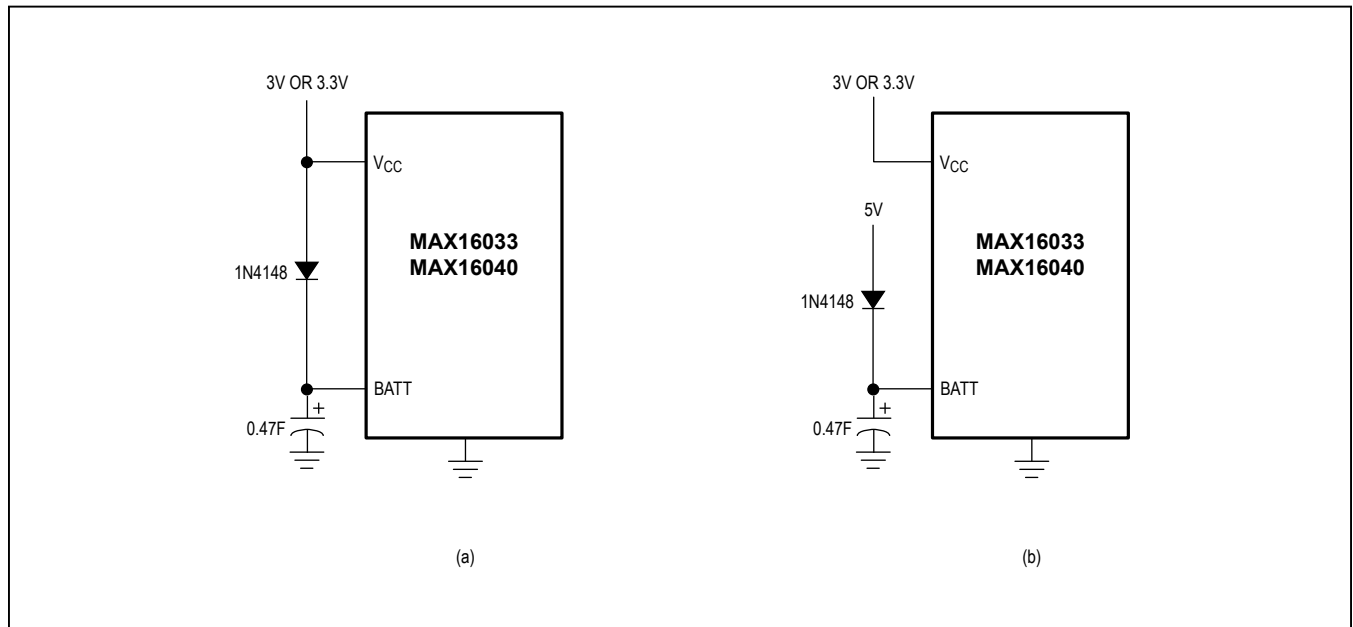 3V OR 3.3V
VCC
MAX16033
MAX16040
1N4148
BATT
+
0.47F
(a)
3V OR 3.3V
VCC
5V
MAX16033
MAX16040
1N4148
BATT
+
0.47F
(b)